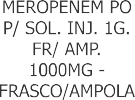 MEROPENEM PO
P/ SOL. INJ. 1G.
FR/ AMP.
1000MG -
FRASCO/AMPOLA